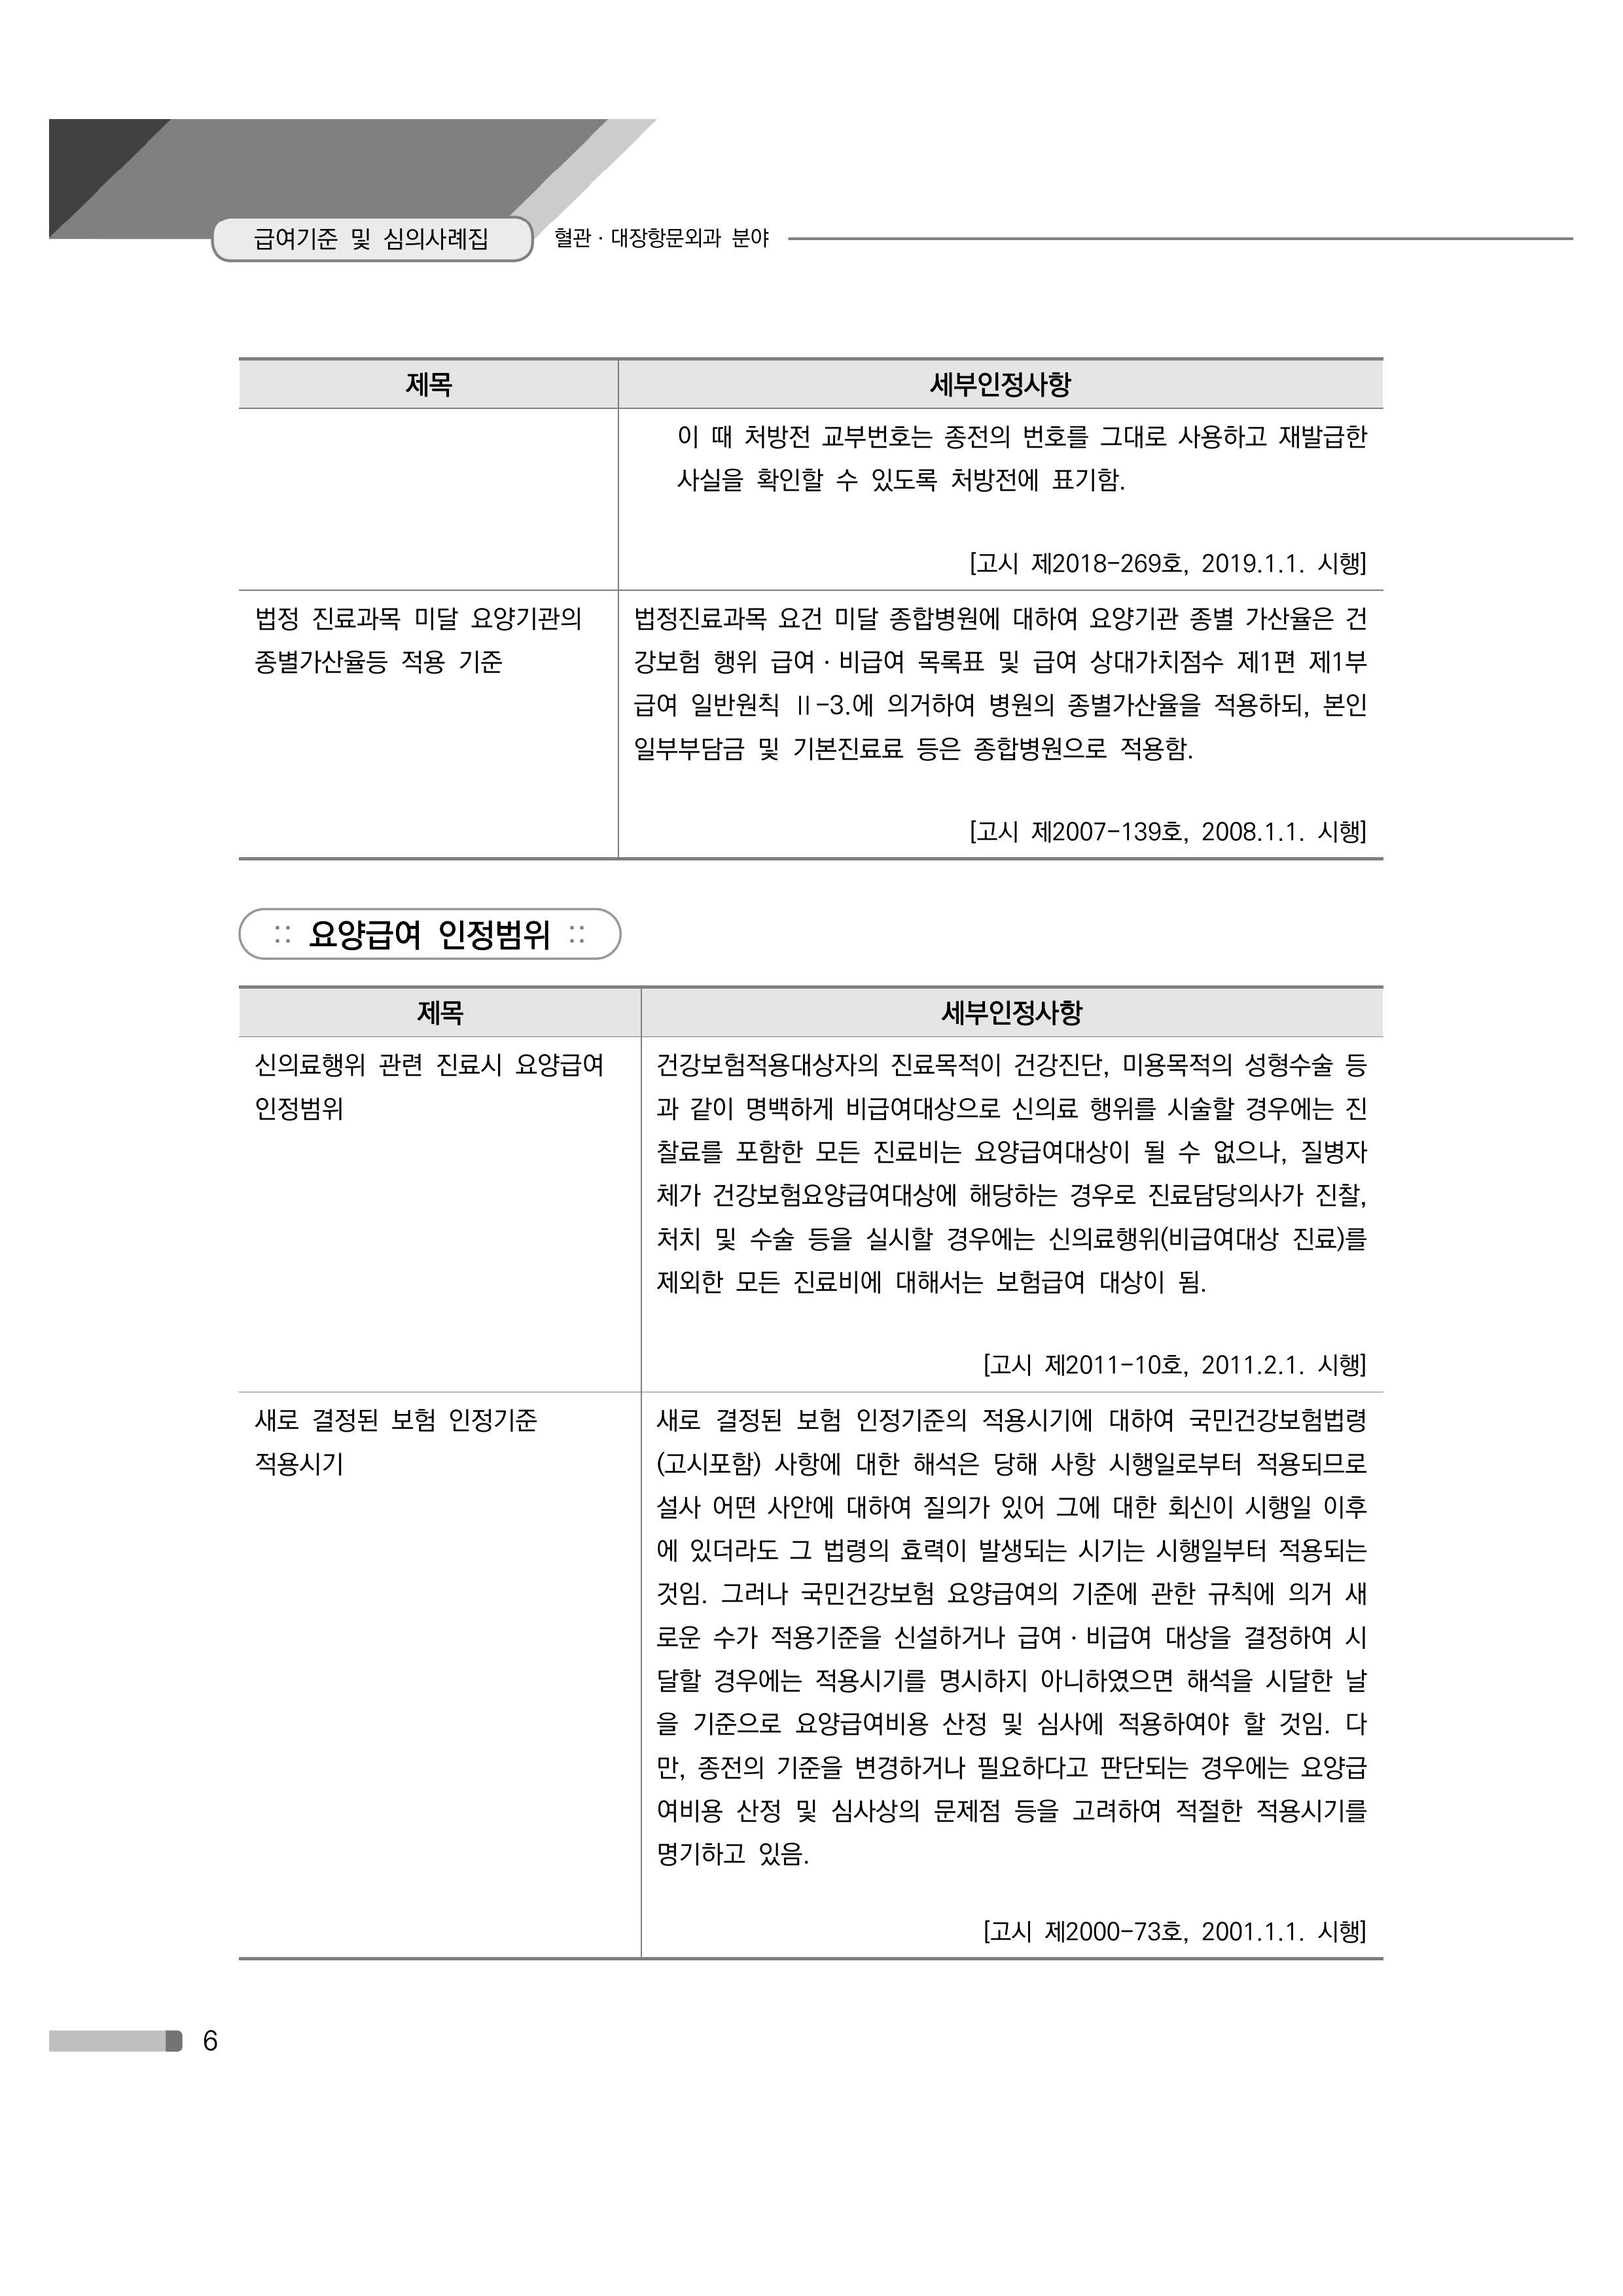 급여기준 및 심의사례집
혈관·대장항문외과 분야
제목
세부인정사항
이 때 처방전 교부번호는 종전의 번호를 그대로 사용하고 재발급한
사실을 확인할 수 있도록 처방전에 표기함.
[고시 제2018-269호, 2019.1.1. 시행]
법정 진료과목 미달 요양기관의
종별가산율등 적용 기준
법정진료과목 요건 미달 종합병원에 대하여 요양기관 종별 가산율은 건
강보험 행위 급여·비급여 목록표 및 급여 상대가치점수 제1편 제1부
급여 일반원칙 Ⅱ-3.에 의거하여 병원의 종별가산율을 적용하되, 본인
일부부담금 및 기본진료료 등은 종합병원으로 적용함.
[고시 제2007-139호, 2008.1.1. 시행]
:: 요양급여 인정범위 ::
제목
세부인정사항
신의료행위 관련 진료시 요양급여
인정범위
건강보험적용대상자의 진료목적이 건강진단, 미용목적의 성형수술 등
과 같이 명백하게 비급여대상으로 신의료 행위를 시술할 경우에는 진
찰료를 포함한 모든 진료비는 요양급여대상이 될 수 없으나, 질병자
체가 건강보험요양급여대상에 해당하는 경우로 진료담당의사가 진찰,
처치 및 수술 등을 실시할 경우에는 신의료행위(비급여대상 진료)를
제외한 모든 진료비에 대해서는 보험급여 대상이 됨.
[고시 제2011-10호, 2011.2.1. 시행]
새로 결정된 보험 인정기준
적용시기
새로 결정된 보험 인정기준의 적용시기에 대하여 국민건강보험법령
(고시포함) 사항에 대한 해석은 당해 사항 시행일로부터 적용되므로
설사 어떤 사안에 대하여 질의가 있어 그에 대한 회신이 시행일 이후
에 있더라도 그 법령의 효력이 발생되는 시기는 시행일부터 적용되는
것임. 그러나 국민건강보험 요양급여의 기준에 관한 규칙에 의거 새
로운 수가 적용기준을 신설하거나 급여·비급여 대상을 결정하여 시
달할 경우에는 적용시기를 명시하지 아니하였으면 해석을 시달한 날
을 기준으로 요양급여비용 산정 및 심사에 적용하여야 할 것임. 다
만, 종전의 기준을 변경하거나 필요하다고 판단되는 경우에는 요양급
여비용 산정 및 심사상의 문제점 등을 고려하여 적절한 적용시기를
명기하고 있음.
[고시 제2000-73호, 2001.1.1. 시행]
6